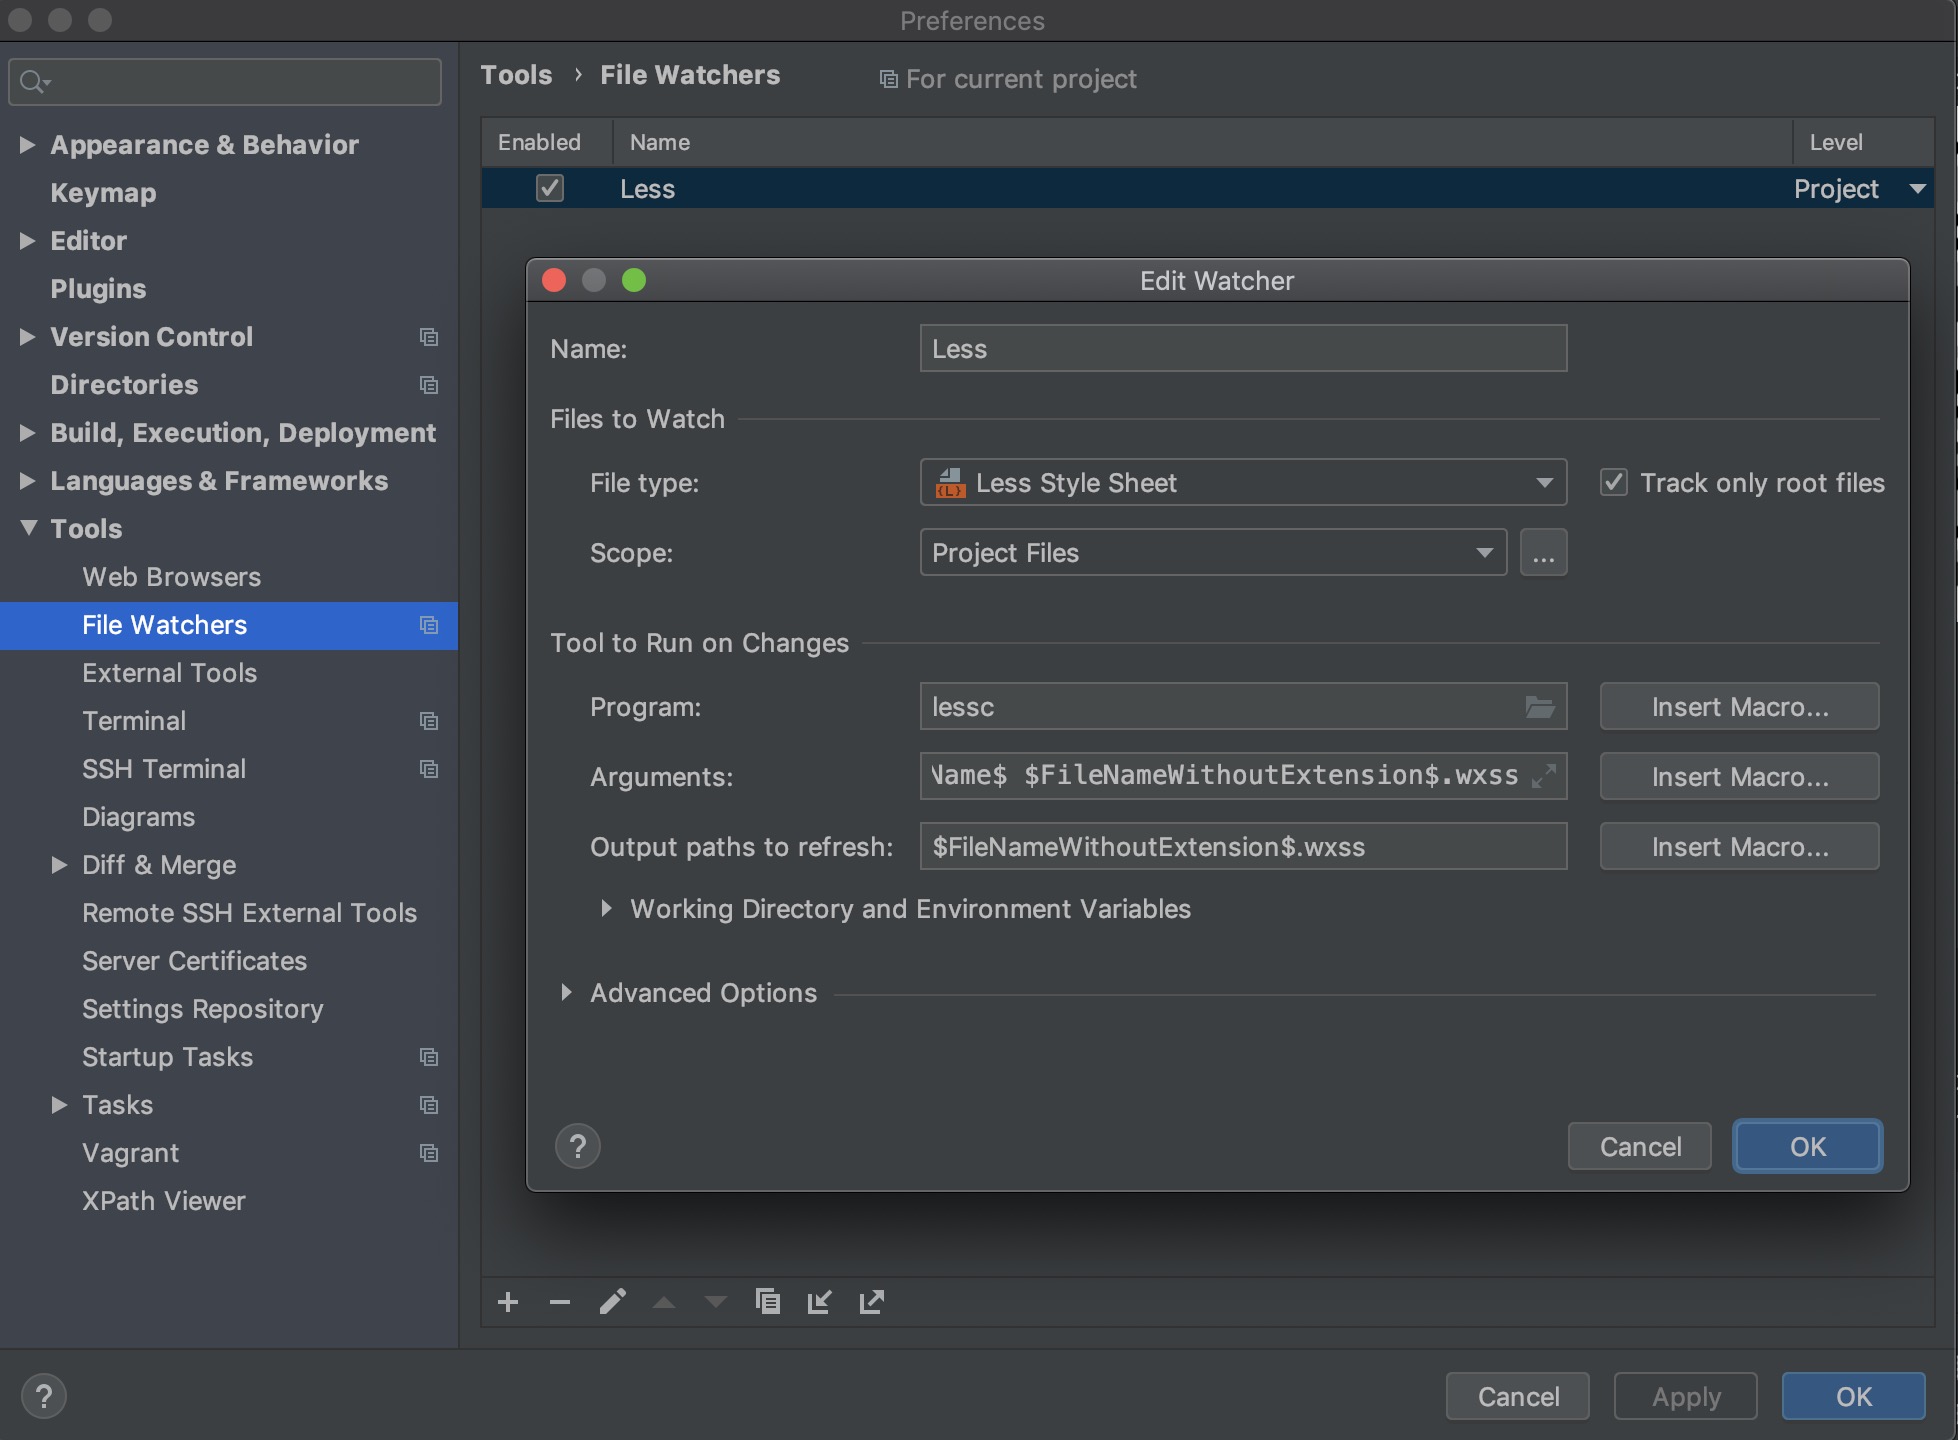 Preferences
Tools › File Watchers
For current project
Appearance & Behavior
Keymap
Editor
Plugins
Version Control
Directories
Build, Execution, Deployment
Languages & Frameworks
Tools
Web Browsers
File Watchers
External Tools
Terminal
SSH Terminal
Diagrams
Diff & Merge
Remote SSH External Tools
Server Certificates
Settings Repository
Startup Tasks
Tasks
Vagrant
XPath Viewer
Enabled Name Level
Less Project
Edit Watcher
Name: Less
Files to Watch
File type: {L} Less Style Sheet Track only root files
Scope: Project Files ...
Tool to Run on Changes
Program: lessc Insert Macro...
Arguments: Name$ $FileNameWithoutExtension$.wxss Insert Macro...
Output paths to refresh: $FileNameWithoutExtension$.wxss Insert Macro...
Working Directory and Environment Variables
Advanced Options
? Cancel OK
? Cancel Apply OK